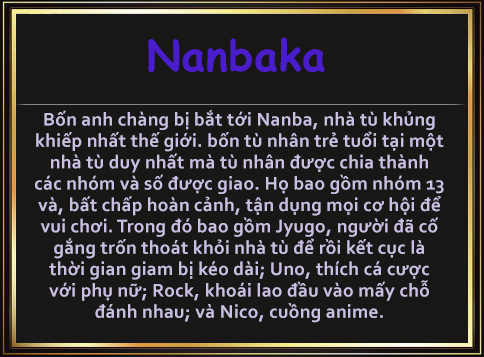 Nanbaka
Bốn anh chàng bị bắt tới Nanba, nhà tù khủng
khiếp nhất thế giới. bốn tù nhân trẻ tuổi tại một
nhà tù duy nhất mà tù nhân được chia thành
các nhóm và số được giao. Họ bao gồm nhóm 13
và, bất chấp hoàn cảnh, tận dụng mọi cơ hội để
vui chơi. Trong đó bao gồm Jyugo, người đã cố
gắng trốn thoát khỏi nhà tù để rồi kết cục là
thời gian giam bị kéo dài; Uno, thích cá cược
với phụ nữ; Rock, khoái lao đầu vào mấy chỗ
đánh nhau; và Nico, cuồng anime.